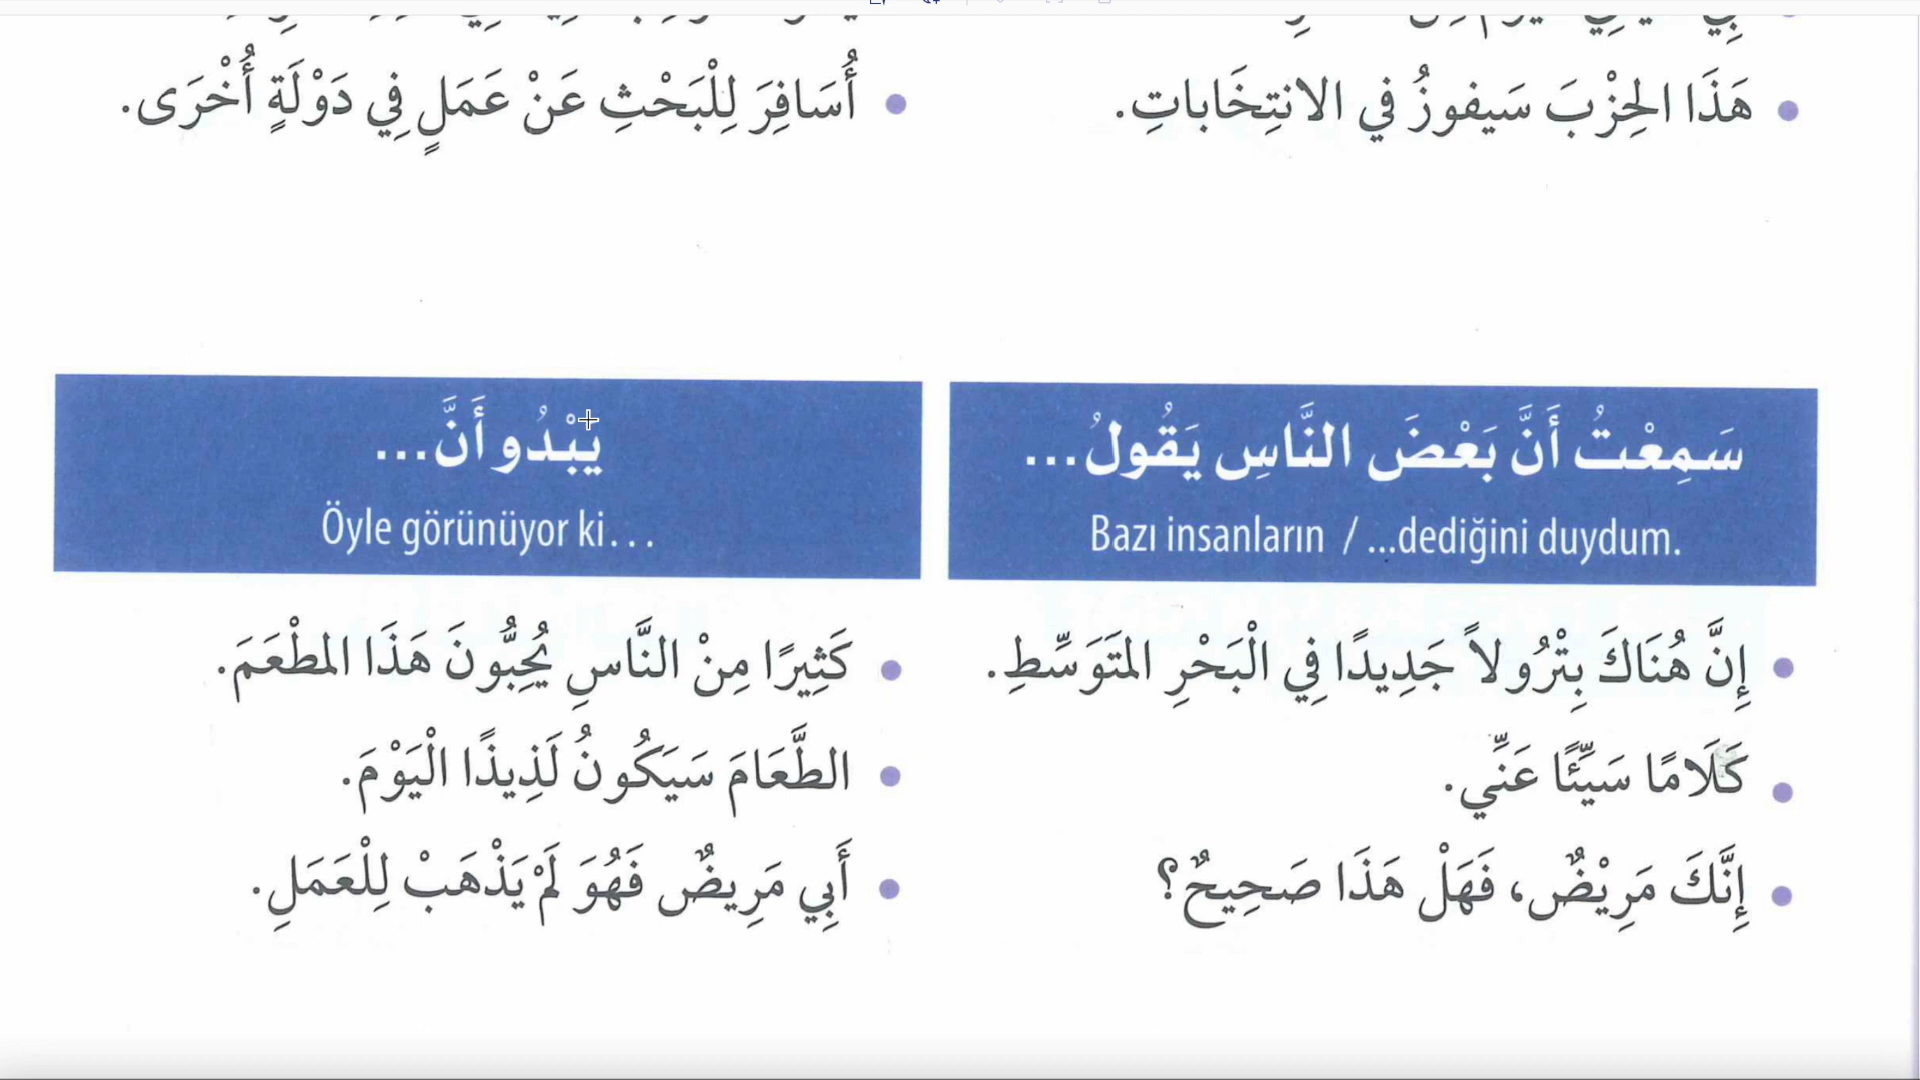 هَذَا الحِزْبَ سَيفوزُ في الانتِخَاباتِ.
أُسَافِرَ لِلْبَحْثِ عَنْ عَمَلٍ فِي دَوْلَةٍ أُخْرَى.
سَمِعْتُ أَنَّ بَعْضَ النَّاسِ يَقُولُ...
Bazı insanların / ...dediğini duydum.
إِنَّ هُنَاكَ بِتْرُولاً جَدِيدًا فِي الْبَحْرِ المتَوَسِّطِ.
كَلَامًا سَيِّئًا عَنِّي.
إِنَّكَ مَرِيْضٌ، فَهَلْ هَذَا صَحِيحٌ؟
يَبْدُو أَنَّ...
Öyle görünüyor ki...
كَثِيرًا مِنْ النَّاسِ يُحِبُّونَ هَذَا المطْعَمَ.
الطَّعَامَ سَيَكُونُ لَذِيذًا الْيَوْمَ.
أَبِي مَرِيضٌ فَهُوَ لَمْ يَذْهَبْ لِلْعَمَلِ.